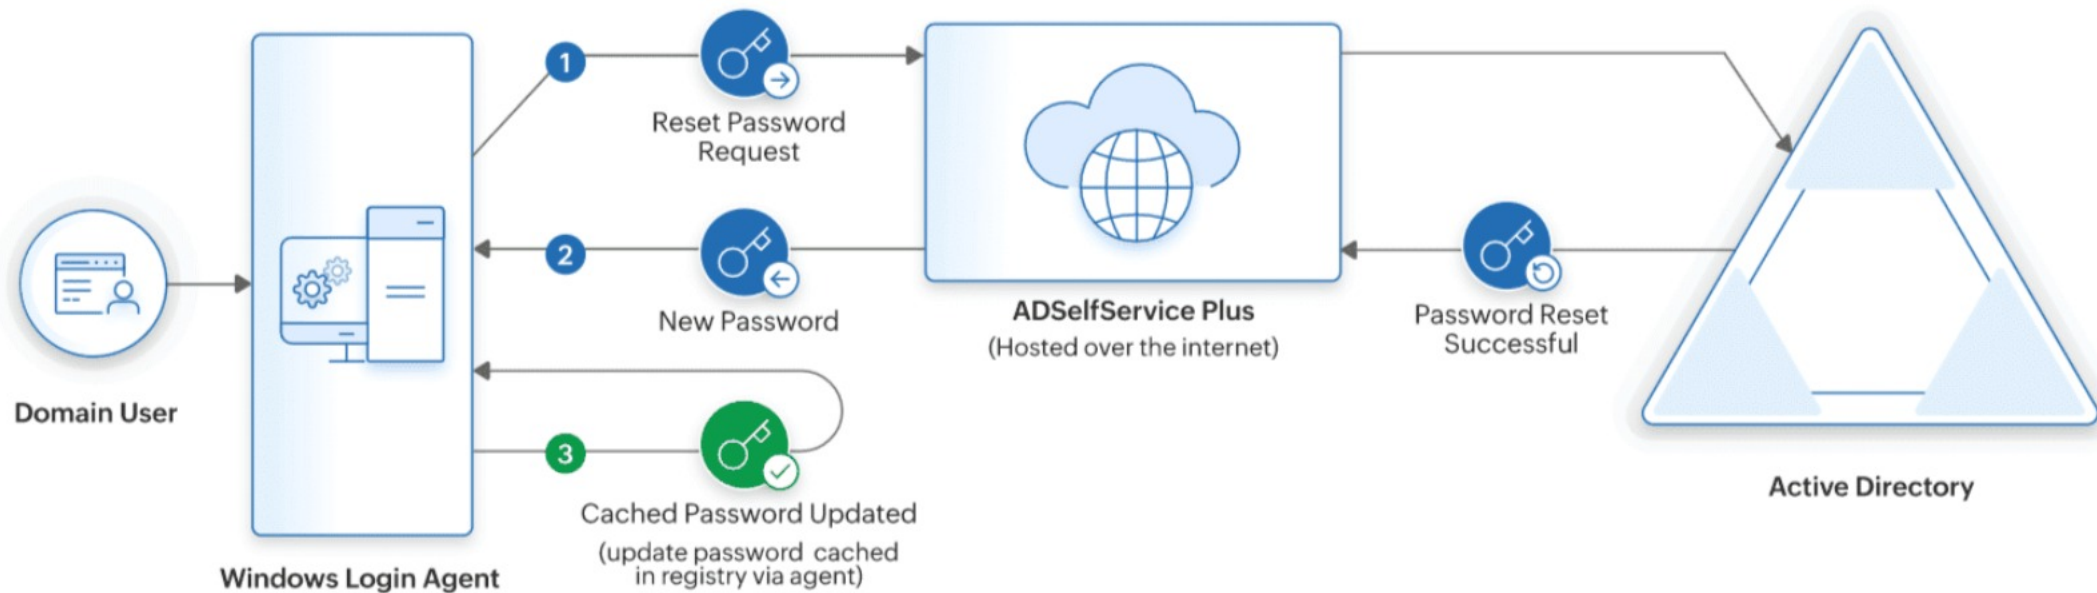 1
Reset Password
Request
2
New Password
3
Cached Password Updated
(update password cached
in registry via agent)
Domain User
Windows Login Agent
ADSelfService Plus
(Hosted over the internet)
Password Reset
Successful
Active Directory